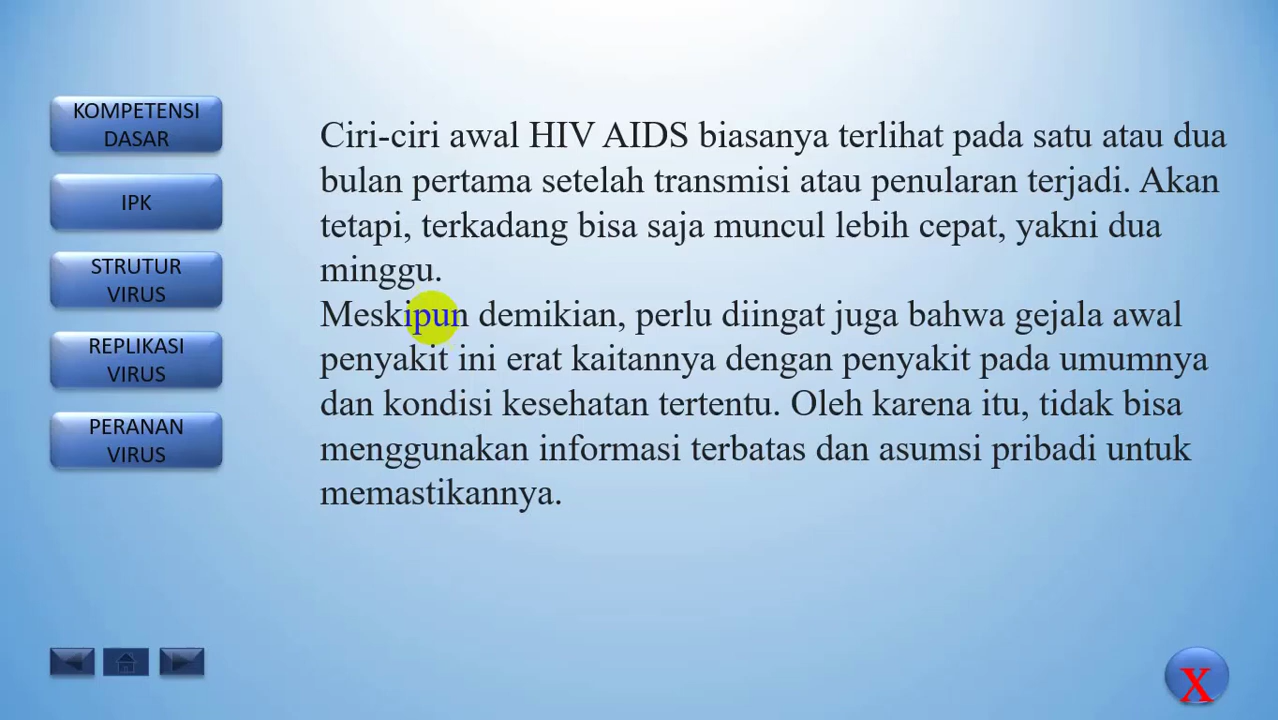 KOMPETENSI
DASAR
IPK
STRUTUR
VIRUS
REPLIKASI
VIRUS
PERANAN
VIRUS
Ciri-ciri awal HIV AIDS biasanya terlihat pada satu atau dua
bulan pertama setelah transmisi atau penularan terjadi. Akan
tetapi, terkadang bisa saja muncul lebih cepat, yakni dua
minggu.
Meskipun demikian, perlu diingat juga bahwa gejala awal
penyakit ini erat kaitannya dengan penyakit pada umumnya
dan kondisi kesehatan tertentu. Oleh karena itu, tidak bisa
menggunakan informasi terbatas dan asumsi pribadi untuk
memastikannya.
X